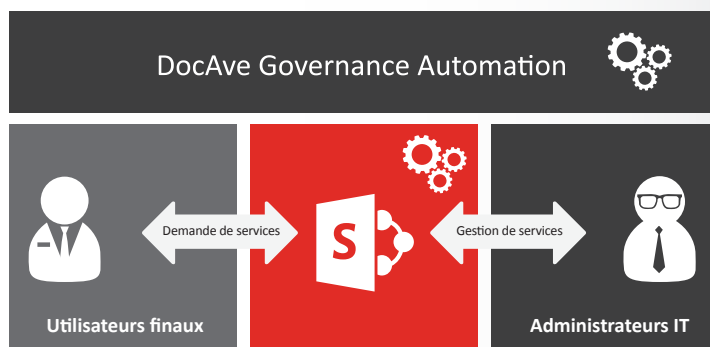 DocAve Governance Automation
Demande de services
S
Gestion de services
Utilisateurs finaux
Administrateurs IT